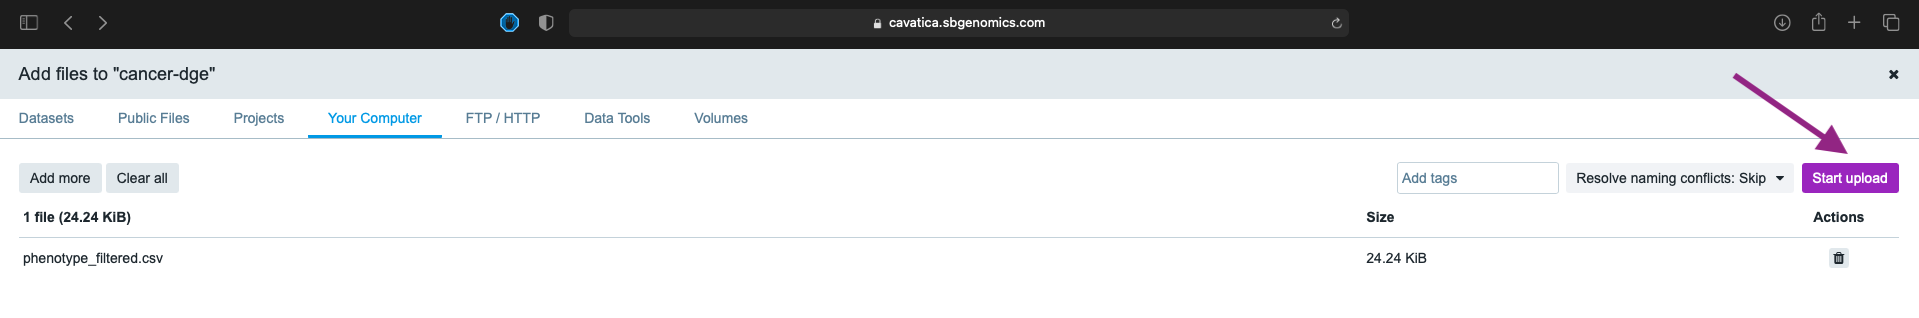 cavatica.sbgenomics.com
Add files to "cancer-dge"
Datasets Public Files Projects Your Computer FTP / HTTP Data Tools Volumes
Add more Clear all Add tags Resolve naming conflicts: Skip Start upload
1 file (24.24 KiB) Size Actions
phenotype_filtered.csv 24.24 KiB